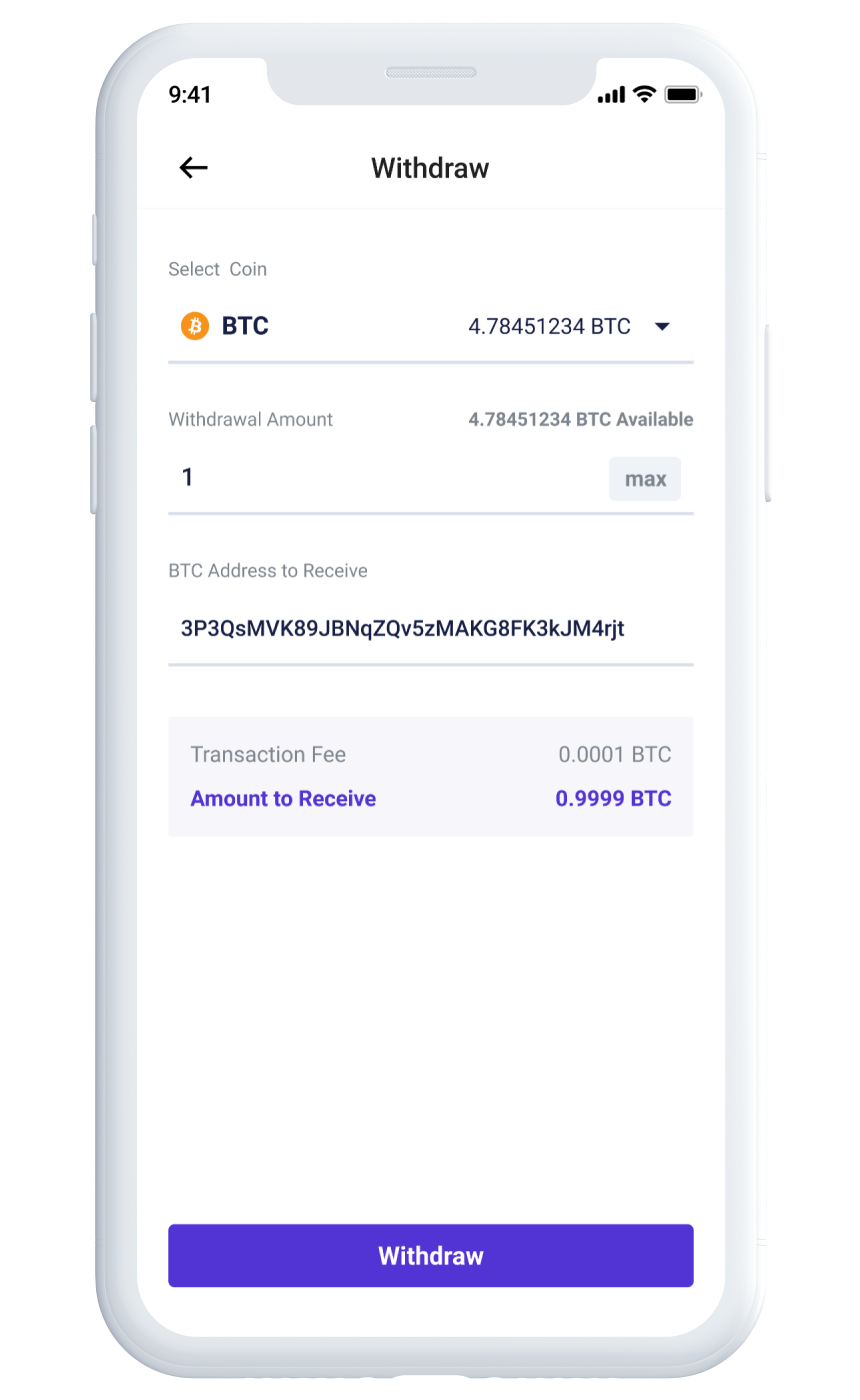 9:41
Withdraw
Select Coin
BTC 4.78451234 BTC
Withdrawal Amount 4.78451234 BTC Available
1 max
BTC Address to Receive
3P3QsMVK89JBNqZQv5zMAKG8FK3kJM4rjt
Transaction Fee 0.0001 BTC
Amount to Receive 0.9999 BTC
Withdraw